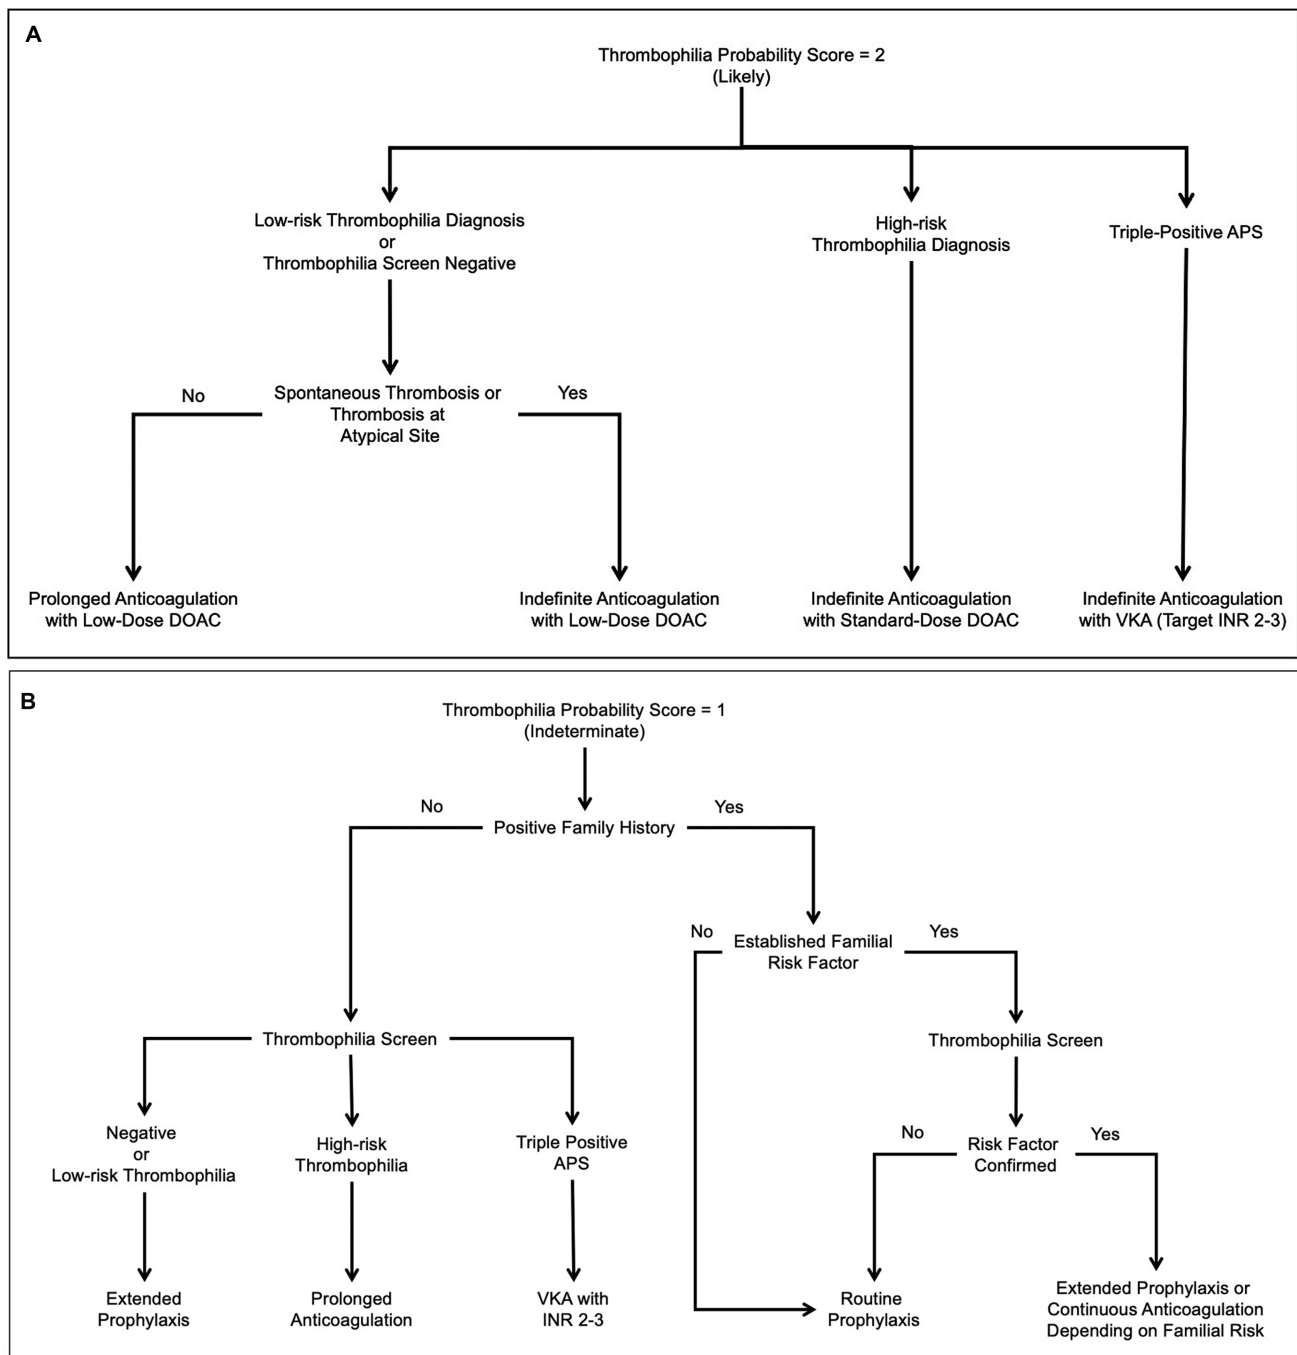 A
Thrombophilia Probability Score = 2
(Likely)
Low-risk Thrombophilia Diagnosis
or
Thrombophilia Screen Negative
High-risk
Thrombophilia Diagnosis
Triple-Positive APS
No
Spontaneous Thrombosis or
Thrombosis at
Atypical Site
Yes
Prolonged Anticoagulation
with Low-Dose DOAC
Indefinite Anticoagulation
with Low-Dose DOAC
Indefinite Anticoagulation
with Standard-Dose DOAC
Indefinite Anticoagulation
with VKA (Target INR 2-3)
B
Thrombophilia Probability Score = 1
(Indeterminate)
No
Yes
Positive Family History
No
Established Familial
Risk Factor
Yes
Thrombophilia Screen
Thrombophilia Screen
Negative
or
Low-risk Thrombophilia
High-risk
Thrombophilia
Triple Positive
APS
No
Risk Factor
Confirmed
Yes
Extended
Prophylaxis
Prolonged
Anticoagulation
VKA with
INR 2-3
Routine
Prophylaxis
Extended Prophylaxis or
Continuous Anticoagulation
Depending on Familial Risk